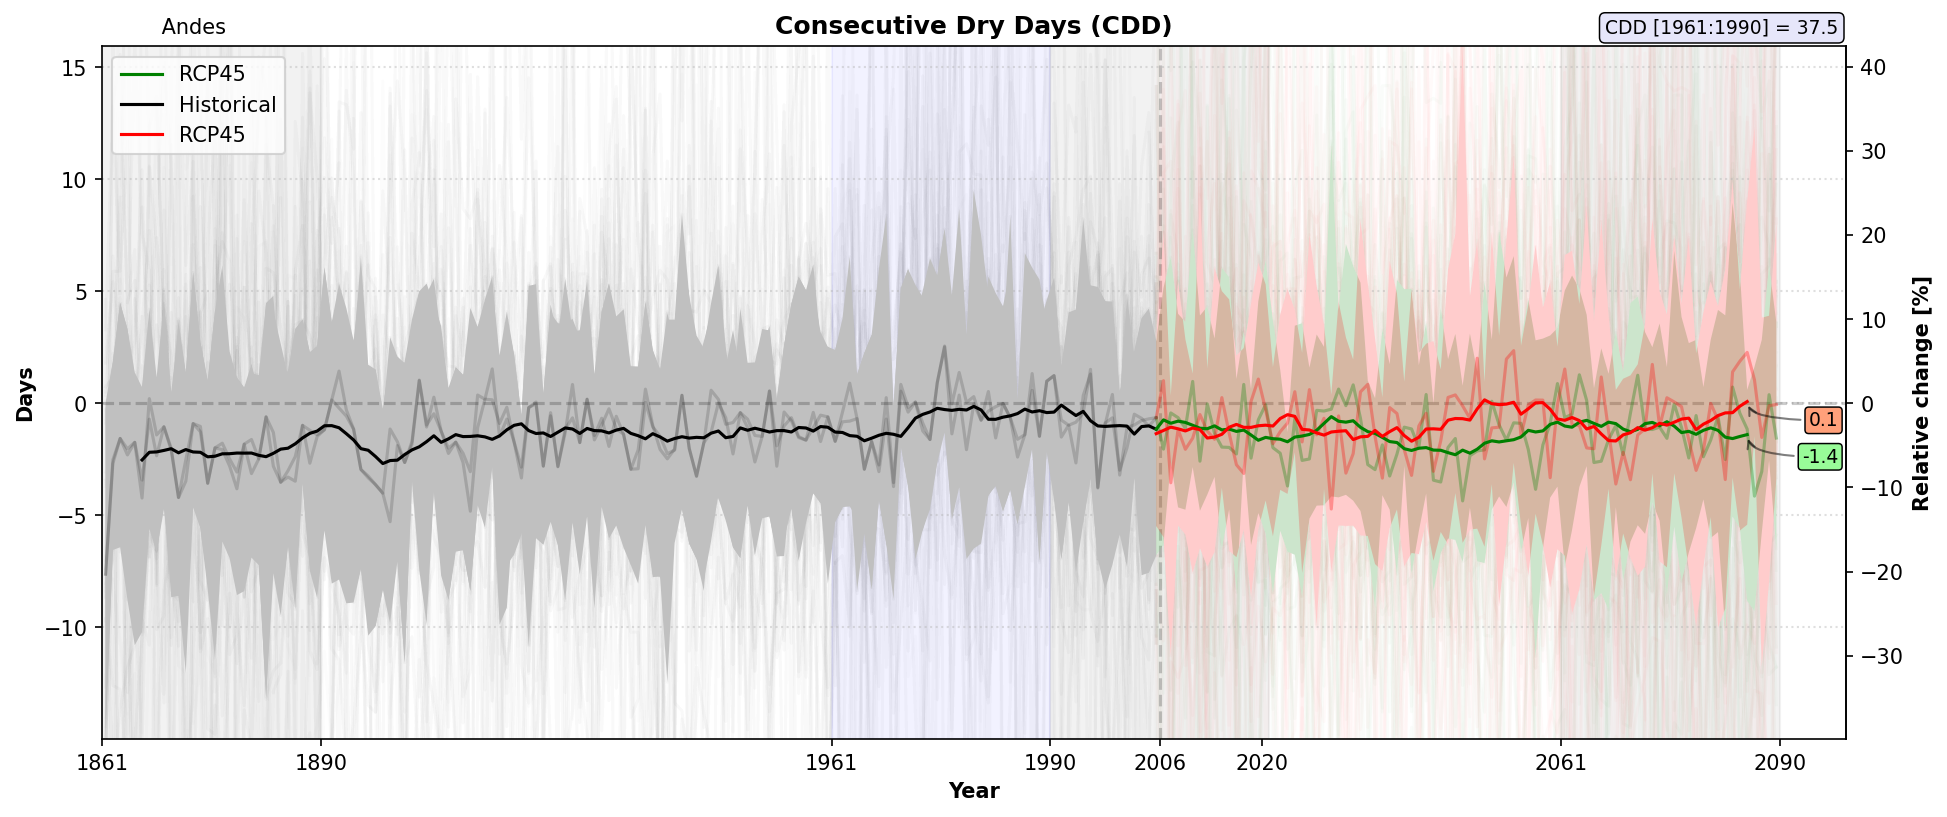 Andes
Consecutive Dry Days (CDD)
CDD [1961:1990] = 37.5
RCP45
Historical
RCP45
15
10
5
0
−5
−10
Days
40
30
20
10
0
−10
−20
−30
Relative change [%]
0.1
-1.4
1861
1890
1961
1990
2006
2020
2061
2090
Year